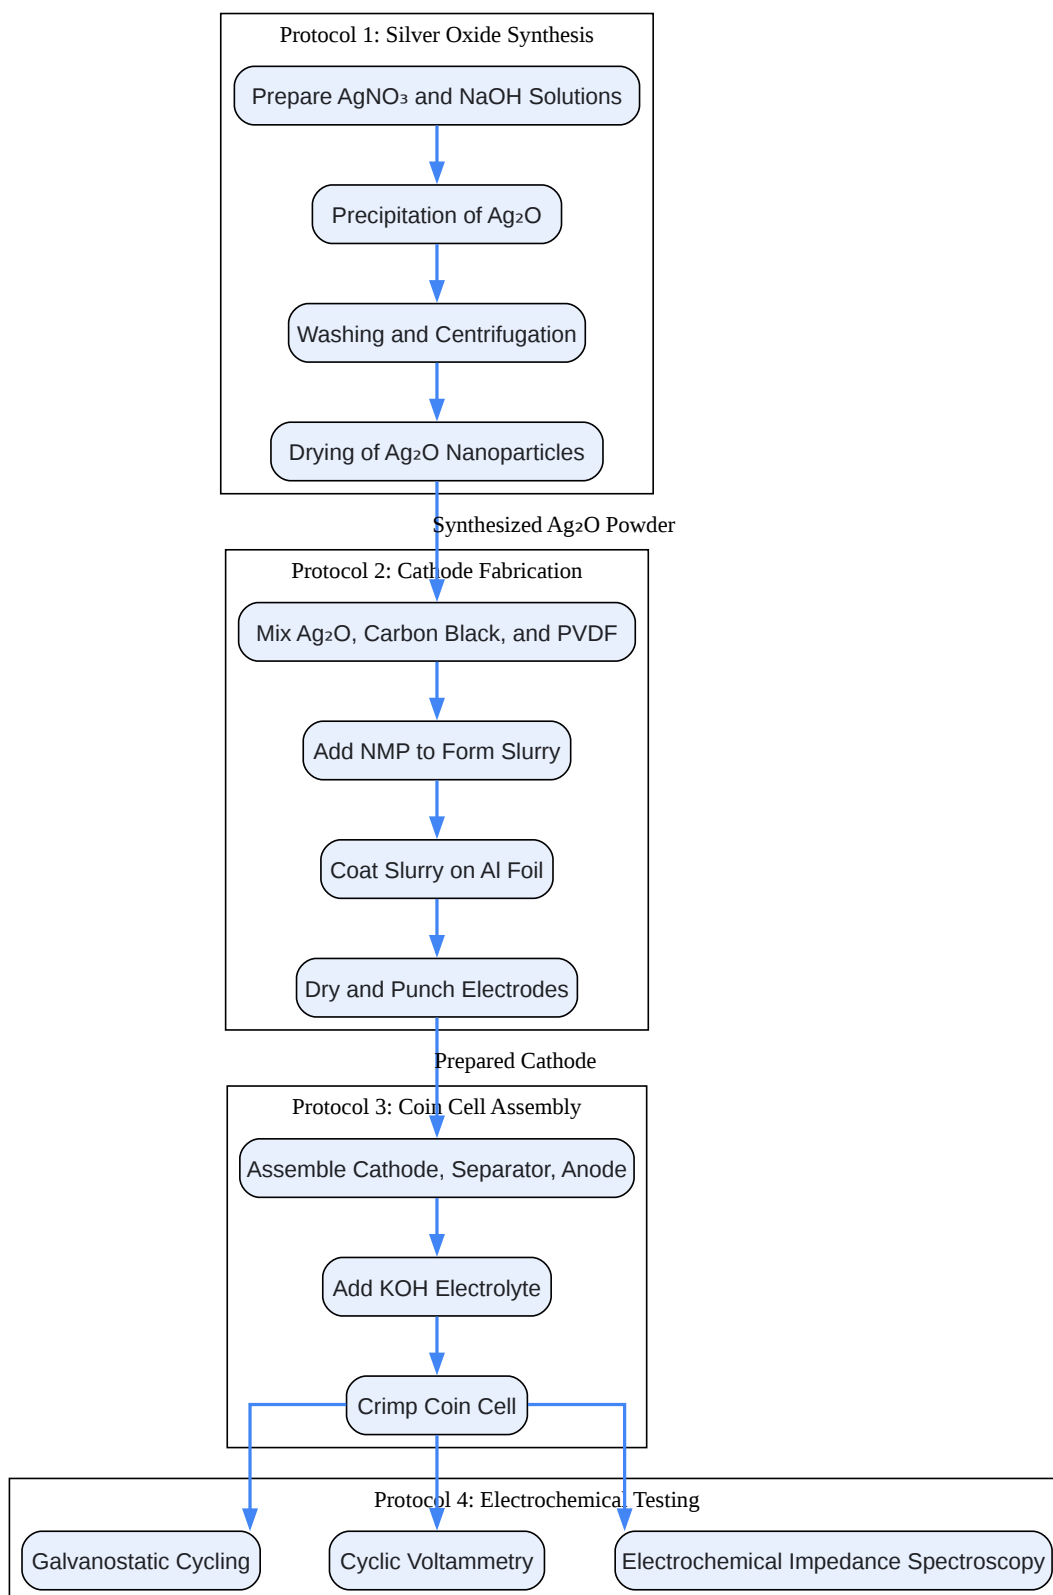 Protocol 1: Silver Oxide Synthesis
Prepare AgNO₃ and NaOH Solutions
Precipitation of Ag₂O
Washing and Centrifugation
Drying of Ag₂O Nanoparticles
Synthesized Ag₂O Powder
Protocol 2: Cathode Fabrication
Mix Ag₂O, Carbon Black, and PVDF
Add NMP to Form Slurry
Coat Slurry on Al Foil
Dry and Punch Electrodes
Prepared Cathode
Protocol 3: Coin Cell Assembly
Assemble Cathode, Separator, Anode
Add KOH Electrolyte
Crimp Coin Cell
Protocol 4: Electrochemical Testing
Galvanostatic Cycling
Cyclic Voltammetry
Electrochemical Impedance Spectroscopy